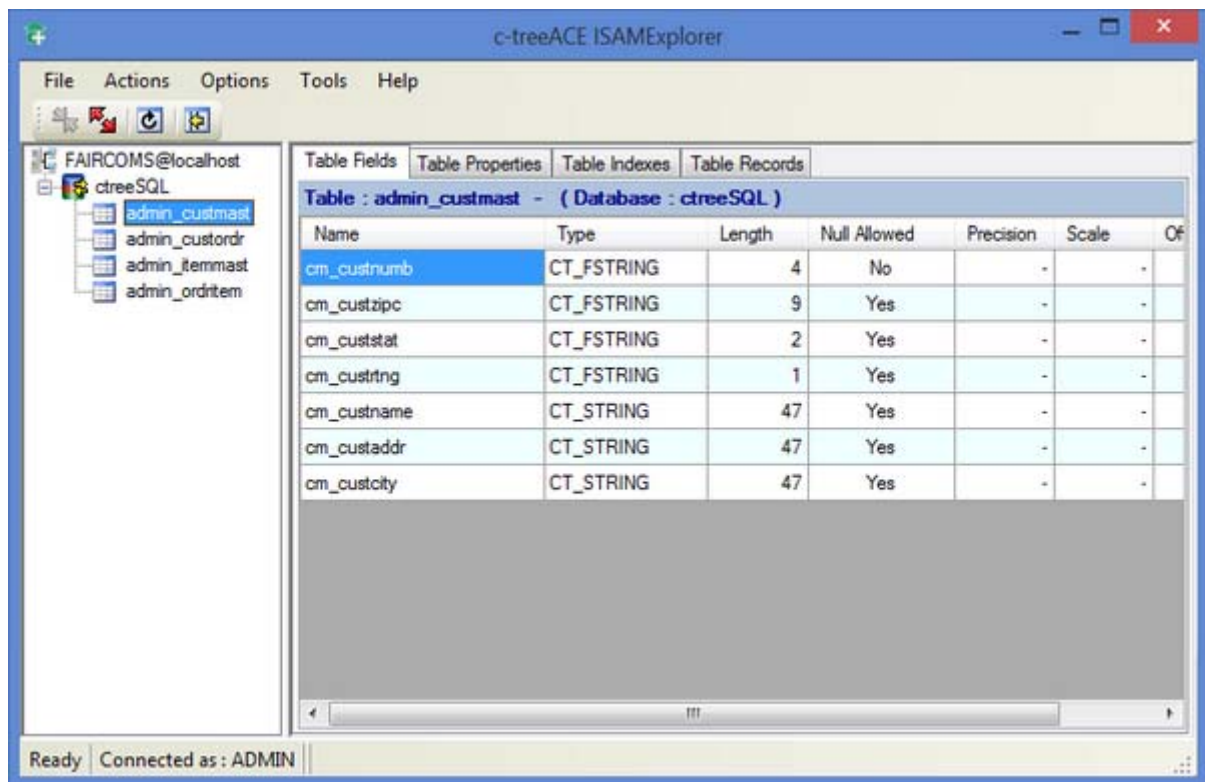 c-treeACE ISAMExplorer
File Actions Options Tools Help
FAIRCOMS@localhost
ctreeSQL
admin_custmast
admin_custordr
admin_itemmast
admin_ordritem
Table Fields Table Properties Table Indexes Table Records
Table : admin_custmast - ( Database : ctreeSQL )
Name Type Length Null Allowed Precision Scale Of
cm_custnumb CT_FSTRING 4 No - -
cm_custzipc CT_FSTRING 9 Yes - -
cm_custstat CT_FSTRING 2 Yes - -
cm_custrtng CT_FSTRING 1 Yes - -
cm_custname CT_STRING 47 Yes - -
cm_custaddr CT_STRING 47 Yes - -
cm_custcity CT_STRING 47 Yes - -
Ready Connected as : ADMIN